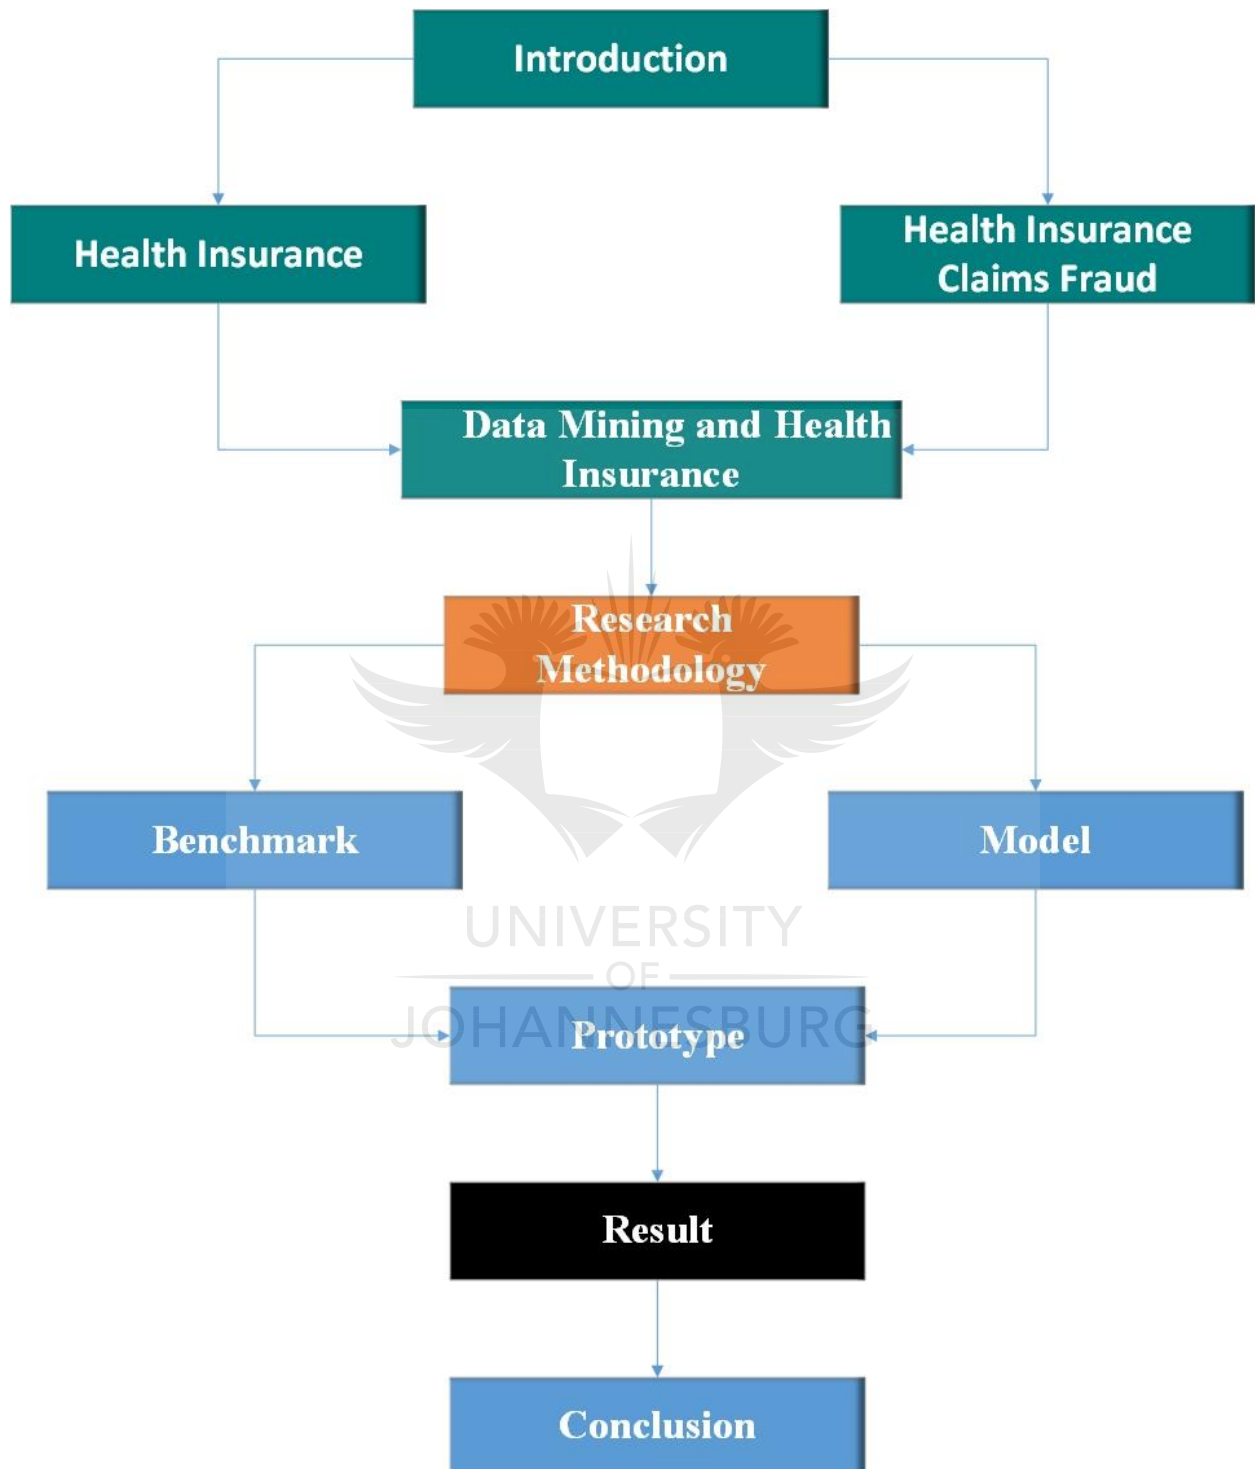 Introduction
Health Insurance
Health Insurance
Claims Fraud
Data Mining and Health
Insurance
Research
Methodology
Benchmark
Model
UNIVERSITY
OF
JOHANNESBURG
Prototype
Result
Conclusion